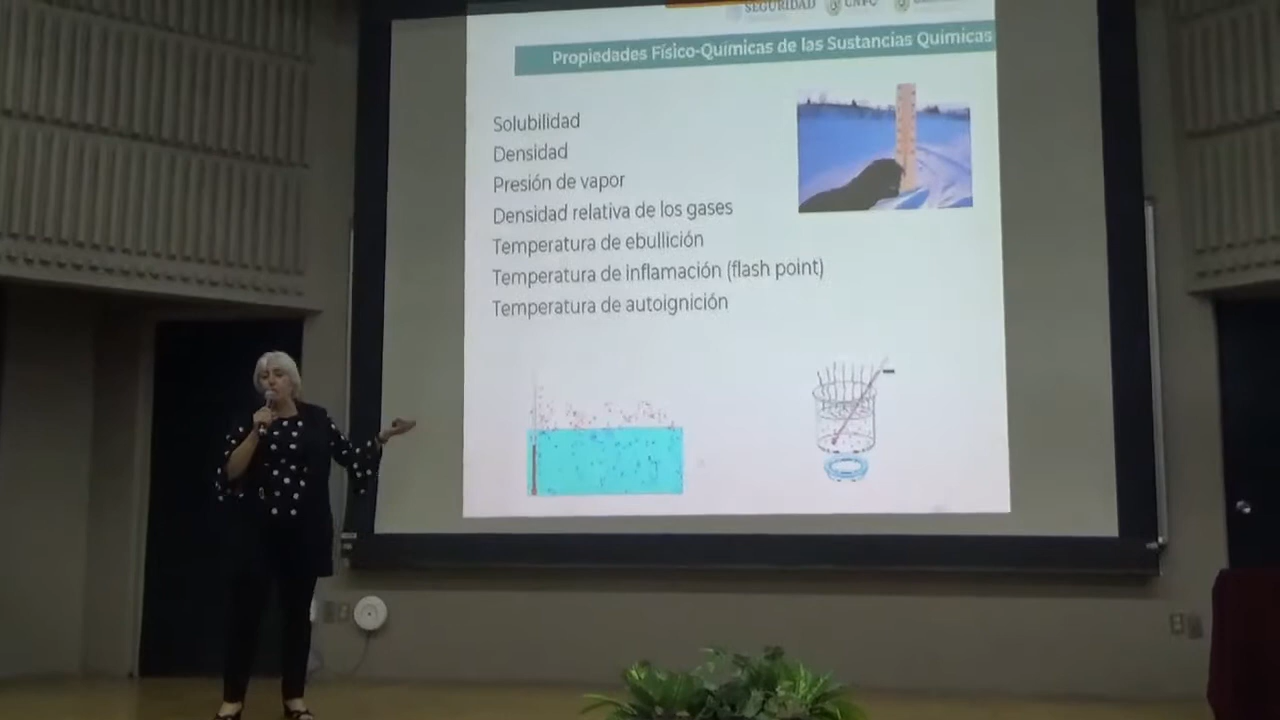 SEGURIDAD
Propiedades Físico-Químicas de las Sustancias Químicas
Solubilidad
Densidad
Presión de vapor
Densidad relativa de los gases
Temperatura de ebullición
Temperatura de inflamación (flash point)
Temperatura de autoignición